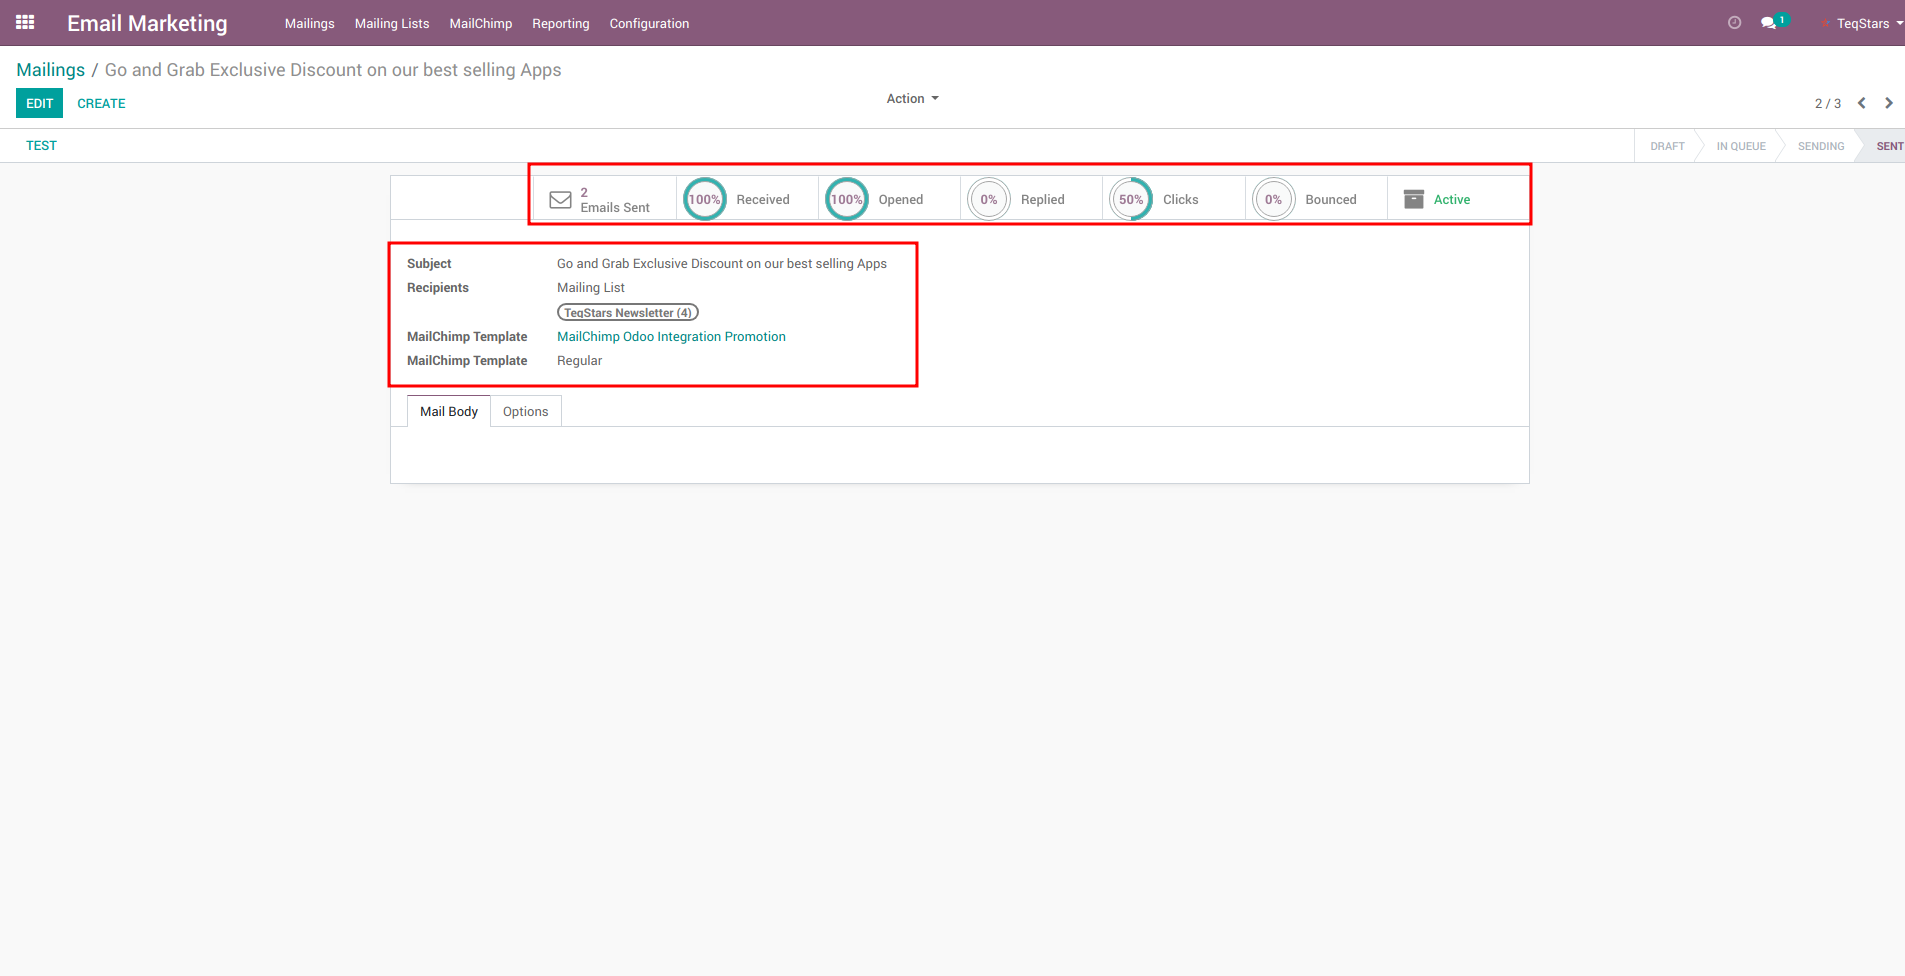 Email Marketing Mailings Mailing Lists MailChimp Reporting Configuration 1 TeqStars
Mailings / Go and Grab Exclusive Discount on our best selling Apps
EDIT CREATE Action 2 / 3
TEST DRAFT IN QUEUE SENDING SENT
2
Emails Sent 100% Received 100% Opened 0% Replied 50% Clicks 0% Bounced Active
Subject Go and Grab Exclusive Discount on our best selling Apps
Recipients Mailing List
TeqStars Newsletter (4)
MailChimp Template MailChimp Odoo Integration Promotion
MailChimp Template Regular
Mail Body Options